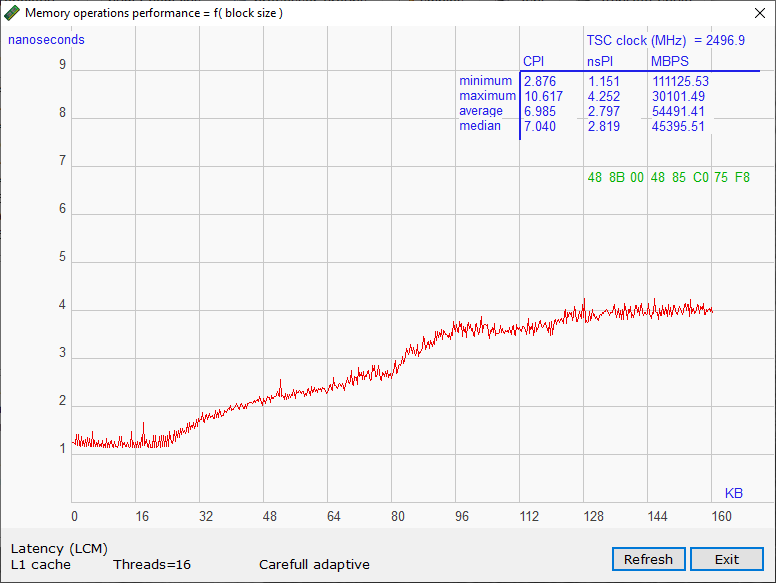 Memory operations performance = f( block size )
nanoseconds
TSC clock (MHz) = 2496.9
CPI nsPI MBPS
minimum 2.876 1.151 111125.53
maximum 10.617 4.252 30101.49
average 6.985 2.797 54491.41
median 7.040 2.819 45395.51
48 8B 00 48 85 C0 75 F8
9
8
7
6
5
4
3
2
1
KB
0 16 32 48 64 80 96 112 128 144 160
Latency (LCM)
L1 cache Threads=16 Carefull adaptive
Refresh Exit